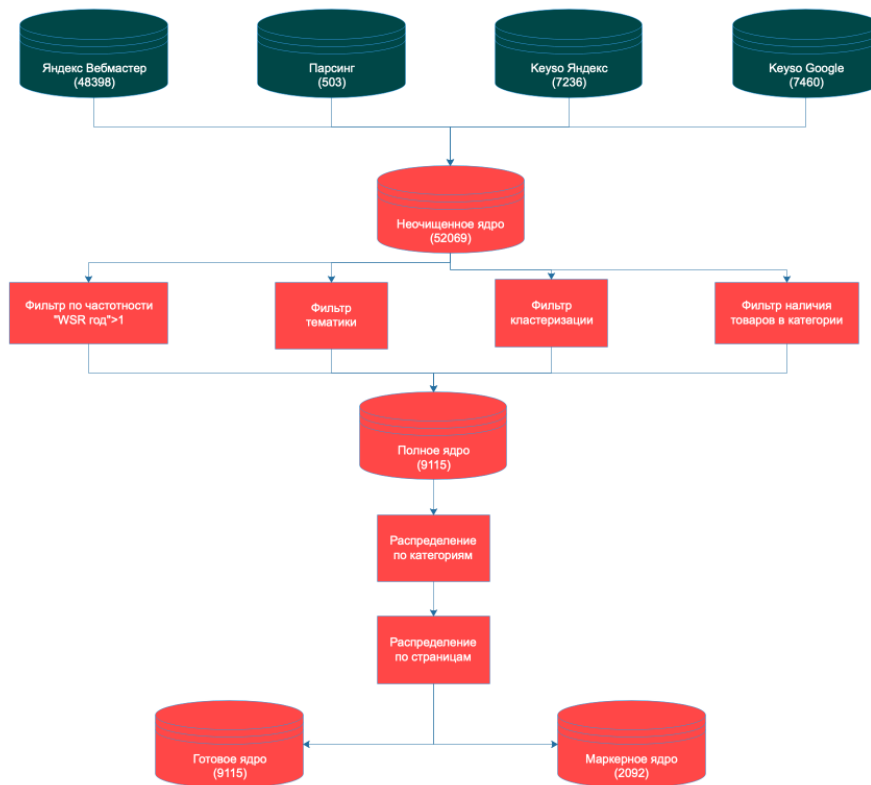 Яндекс Вебмастер
(48398)
Парсинг
(503)
Keyso Яндекс
(7236)
Keyso Google
(7460)
Неочищенное ядро
(52069)
Фильтр по частотности
"WSR год">1
Фильтр
тематики
Фильтр
кластеризации
Фильтр наличия
товаров в категории
Полное ядро
(9115)
Распределение
по категориям
Распределение
по страницам
Готовое ядро
(9115)
Маркерное ядро
(2092)